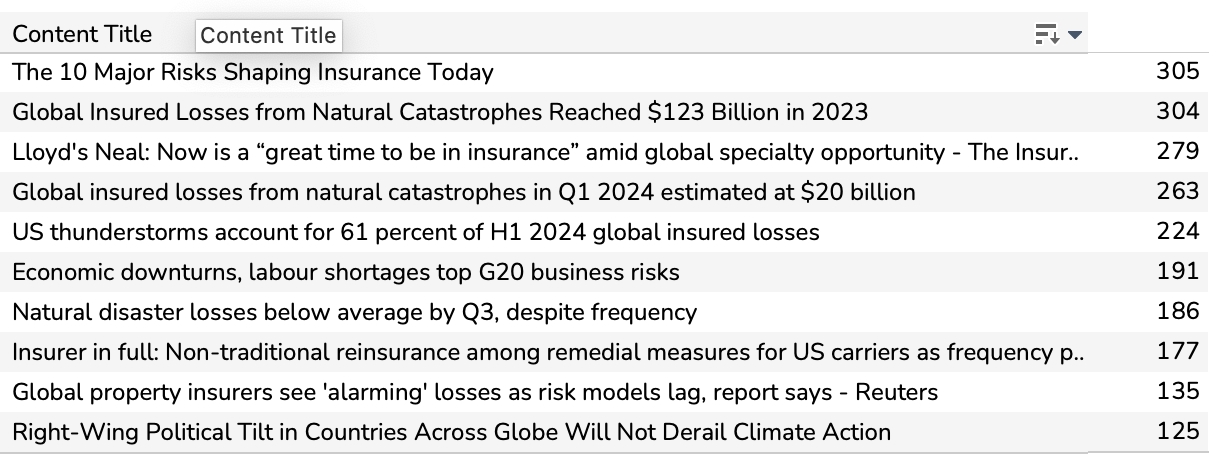 Content Title
Content Title
The 10 Major Risks Shaping Insurance Today 305
Global Insured Losses from Natural Catastrophes Reached $123 Billion in 2023 304
Lloyd's Neal: Now is a “great time to be in insurance” amid global specialty opportunity - The Insur.. 279
Global insured losses from natural catastrophes in Q1 2024 estimated at $20 billion 263
US thunderstorms account for 61 percent of H1 2024 global insured losses 224
Economic downturns, labour shortages top G20 business risks 191
Natural disaster losses below average by Q3, despite frequency 186
Insurer in full: Non-traditional reinsurance among remedial measures for US carriers as frequency p.. 177
Global property insurers see 'alarming' losses as risk models lag, report says - Reuters 135
Right-Wing Political Tilt in Countries Across Globe Will Not Derail Climate Action 125